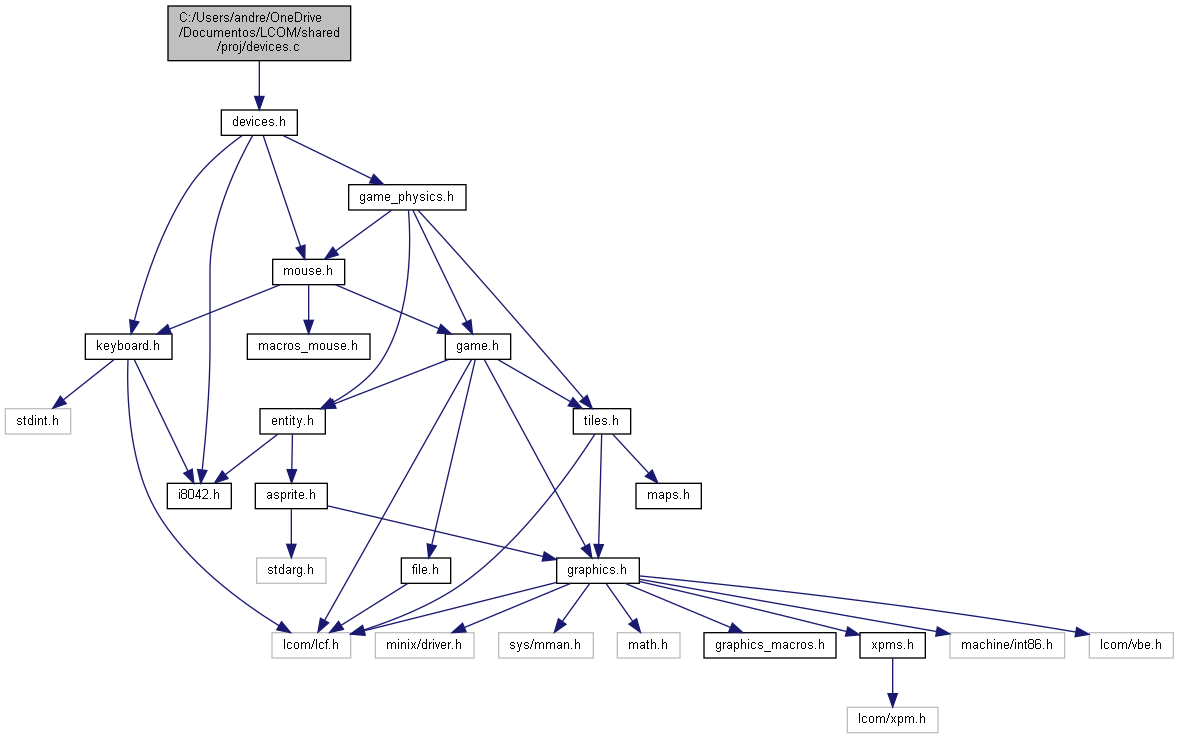 C:/Users/andre/OneDrive
/Documentos/LCOM/shared
/proj/devices.c
devices.h
game_physics.h
mouse.h
keyboard.h
macros_mouse.h
game.h
stdint.h
entity.h
tiles.h
i8042.h
asprite.h
maps.h
stdarg.h
file.h
graphics.h
lcom/lcf.h
minix/driver.h
sys/mman.h
math.h
graphics_macros.h
xpms.h
machine/int86.h
lcom/vbe.h
lcom/xpm.h